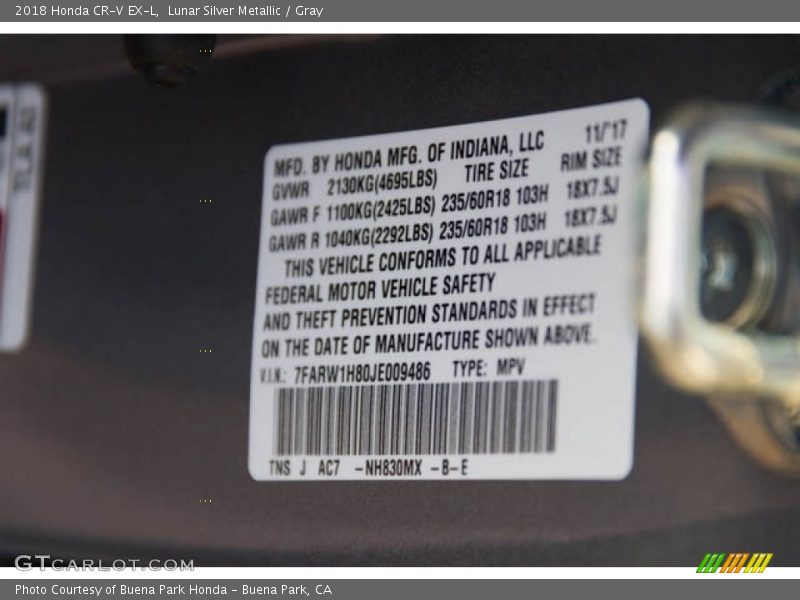 2018 Honda CR-V EX-L,  Lunar Silver Metallic / Gray
TLA A2
MFD. BY HONDA MFG. OF INDIANA, LLC 11/'17
GVWR 2130KG(4695LBS) TIRE SIZE RIM SIZE
GAWR F 1100KG(2425LBS) 235/60R18 103H 18X7.5J
GAWR R 1040KG(2292LBS) 235/60R18 103H 18X7.5J
THIS VEHICLE CONFORMS TO ALL APPLICABLE
FEDERAL MOTOR VEHICLE SAFETY
AND THEFT PREVENTION STANDARDS IN EFFECT
ON THE DATE OF MANUFACTURE SHOWN ABOVE.
V.I.N.: 7FARW1H80JE009486 TYPE: MPV
TNS J AC7 -NH830MX -B-E
GTCARLOT.COM
Photo Courtesy of Buena Park Honda - Buena Park, CA